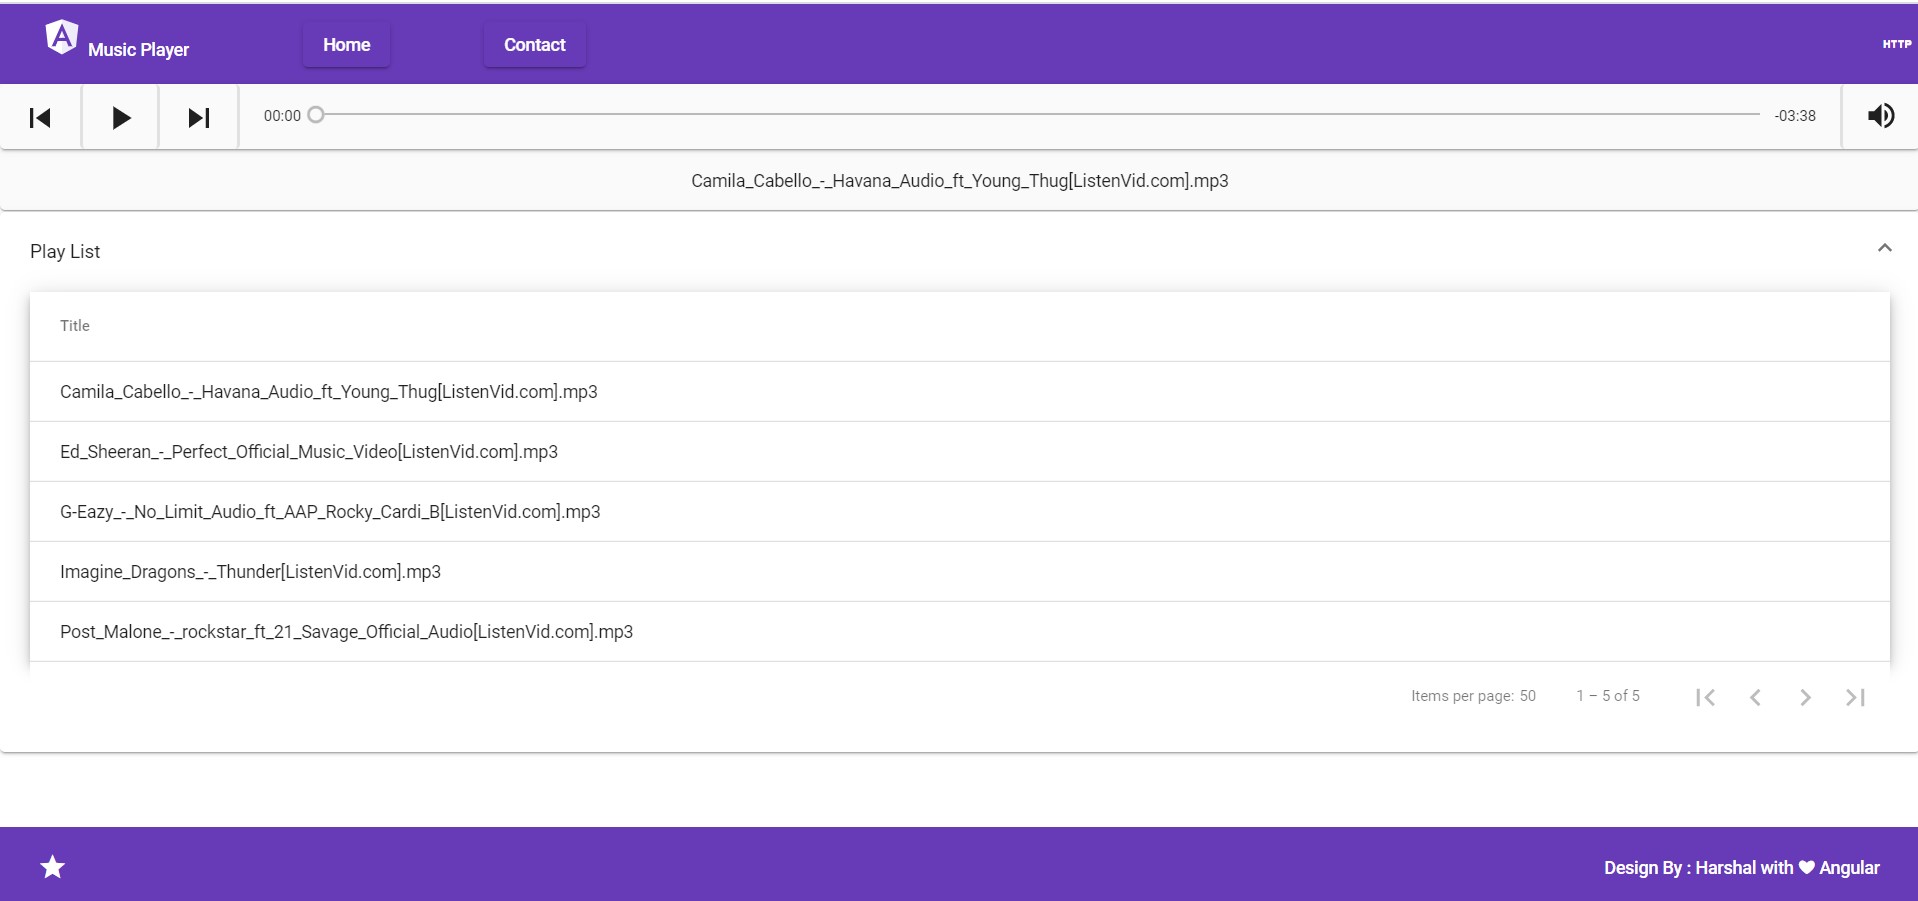 Music Player
Home
Contact
HTTP
00:00
-03:38
Camila_Cabello_-_Havana_Audio_ft_Young_Thug[ListenVid.com].mp3
Play List
Title
Camila_Cabello_-_Havana_Audio_ft_Young_Thug[ListenVid.com].mp3
Ed_Sheeran_-_Perfect_Official_Music_Video[ListenVid.com].mp3
G-Eazy_-_No_Limit_Audio_ft_AAP_Rocky_Cardi_B[ListenVid.com].mp3
Imagine_Dragons_-_Thunder[ListenVid.com].mp3
Post_Malone_-_rockstar_ft_21_Savage_Official_Audio[ListenVid.com].mp3
Items per page: 50
1 – 5 of 5
Design By : Harshal with ♥ Angular